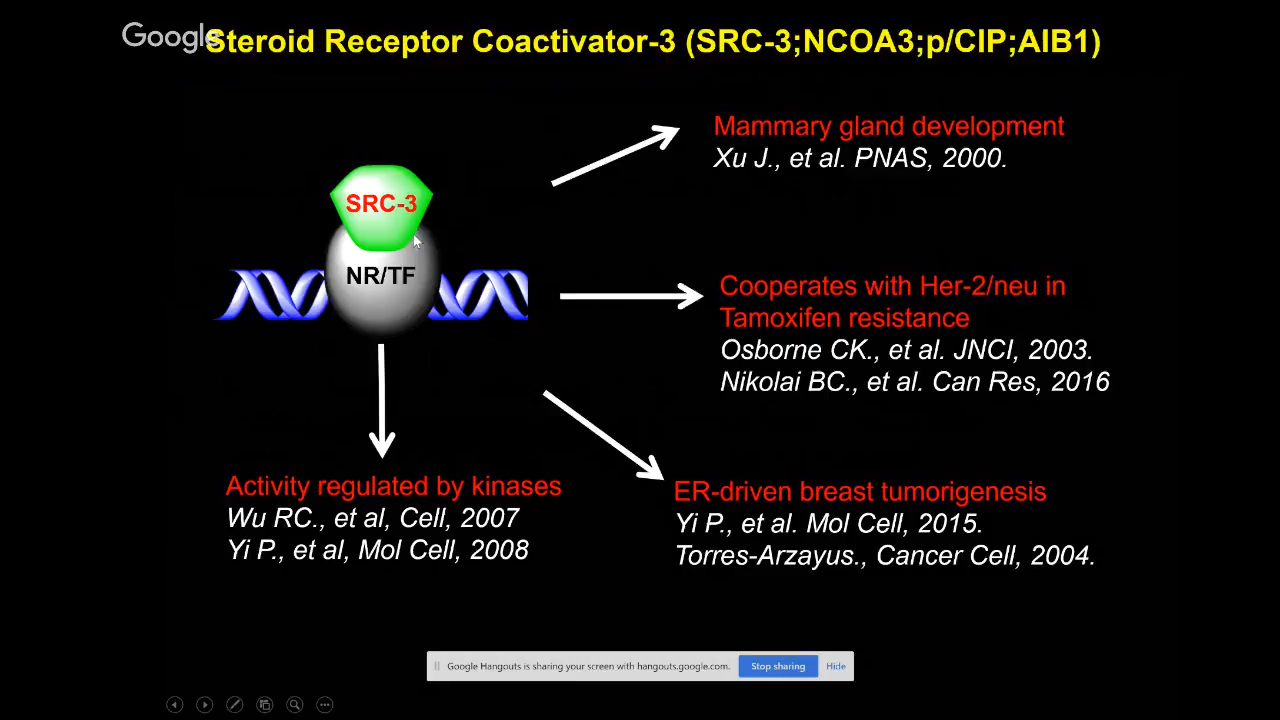 Google
Steroid Receptor Coactivator-3 (SRC-3;NCOA3;p/CIP;AIB1)
Mammary gland development
Xu J., et al. PNAS, 2000.
SRC-3
NR/TF
Cooperates with Her-2/neu in
Tamoxifen resistance
Osborne CK., et al. JNCI, 2003.
Nikolai BC., et al. Can Res, 2016
Activity regulated by kinases
Wu RC., et al, Cell, 2007
Yi P., et al, Mol Cell, 2008
ER-driven breast tumorigenesis
Yi P., et al. Mol Cell, 2015.
Torres-Arzayus., Cancer Cell, 2004.
Google Hangouts is sharing your screen with hangouts.google.com. Stop sharing Hide